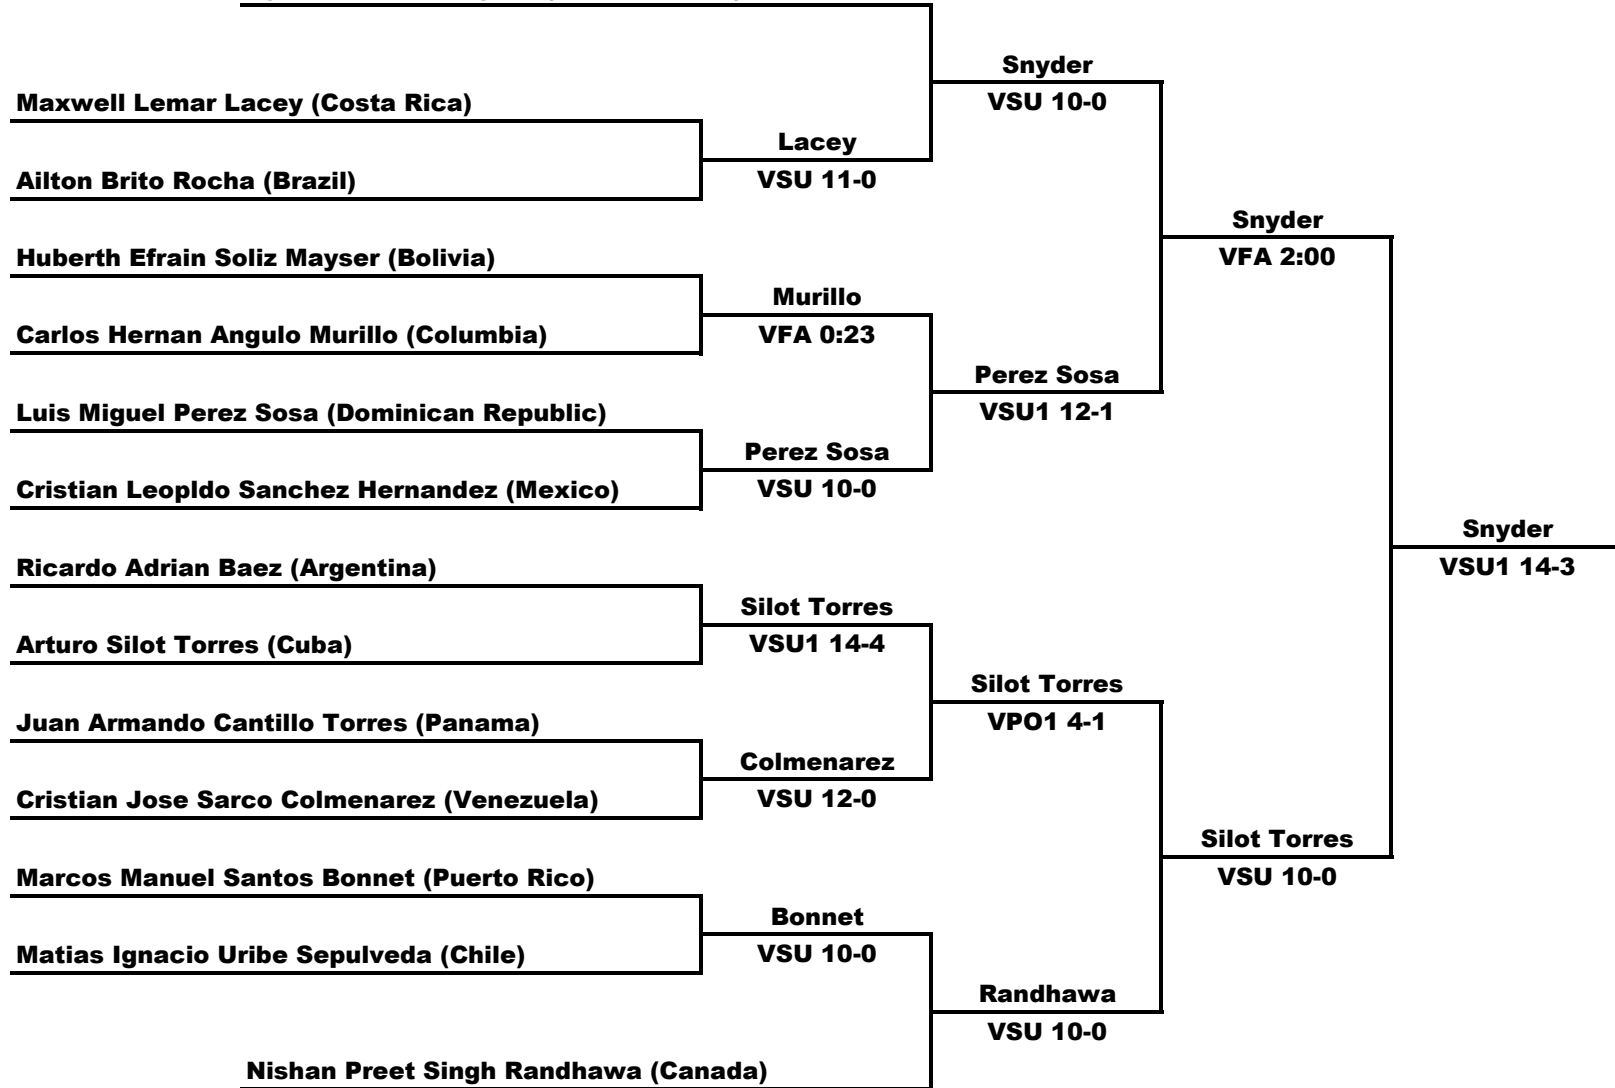 Snyder
VSU 10-0
Maxwell Lemar Lacey (Costa Rica)
Lacey
VSU 11-0
Ailton Brito Rocha (Brazil)
Snyder
VFA 2:00
Huberth Efrain Soliz Mayser (Bolivia)
Murillo
VFA 0:23
Carlos Hernan Angulo Murillo (Columbia)
Perez Sosa
VSU1 12-1
Luis Miguel Perez Sosa (Dominican Republic)
Perez Sosa
VSU 10-0
Cristian Leopldo Sanchez Hernandez (Mexico)
Snyder
VSU1 14-3
Ricardo Adrian Baez (Argentina)
Silot Torres
VSU1 14-4
Arturo Silot Torres (Cuba)
Silot Torres
VPO1 4-1
Juan Armando Cantillo Torres (Panama)
Colmenarez
VSU 12-0
Cristian Jose Sarco Colmenarez (Venezuela)
Silot Torres
VSU 10-0
Marcos Manuel Santos Bonnet (Puerto Rico)
Bonnet
VSU 10-0
Matias Ignacio Uribe Sepulveda (Chile)
Randhawa
VSU 10-0
Nishan Preet Singh Randhawa (Canada)